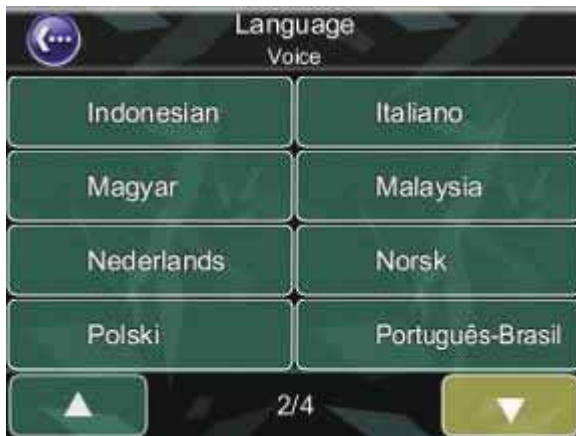 Language
Voice
Indonesian Italiano
Magyar Malaysia
Nederlands Norsk
Polski Português-Brasil
2/4